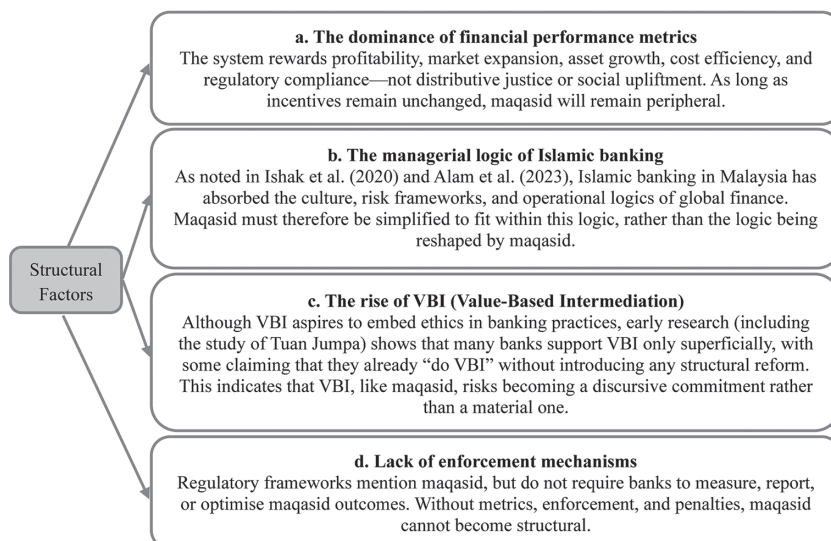 a. The dominance of financial performance metrics
The system rewards profitability, market expansion, asset growth, cost efficiency, and
regulatory compliance—not distributive justice or social upliftment. As long as
incentives remain unchanged, maqasid will remain peripheral.
b. The managerial logic of Islamic banking
As noted in Ishak et al. (2020) and Alam et al. (2023), Islamic banking in Malaysia has
absorbed the culture, risk frameworks, and operational logics of global finance.
Maqasid must therefore be simplified to fit within this logic, rather than the logic being
reshaped by maqasid.
Structural
Factors
c. The rise of VBI (Value-Based Intermediation)
Although VBI aspires to embed ethics in banking practices, early research (including
the study of Tuan Jumpa) shows that many banks support VBI only superficially, with
some claiming that they already “do VBI” without introducing any structural reform.
This indicates that VBI, like maqasid, risks becoming a discursive commitment rather
than a material one.
d. Lack of enforcement mechanisms
Regulatory frameworks mention maqasid, but do not require banks to measure, report,
or optimise maqasid outcomes. Without metrics, enforcement, and penalties, maqasid
cannot become structural.